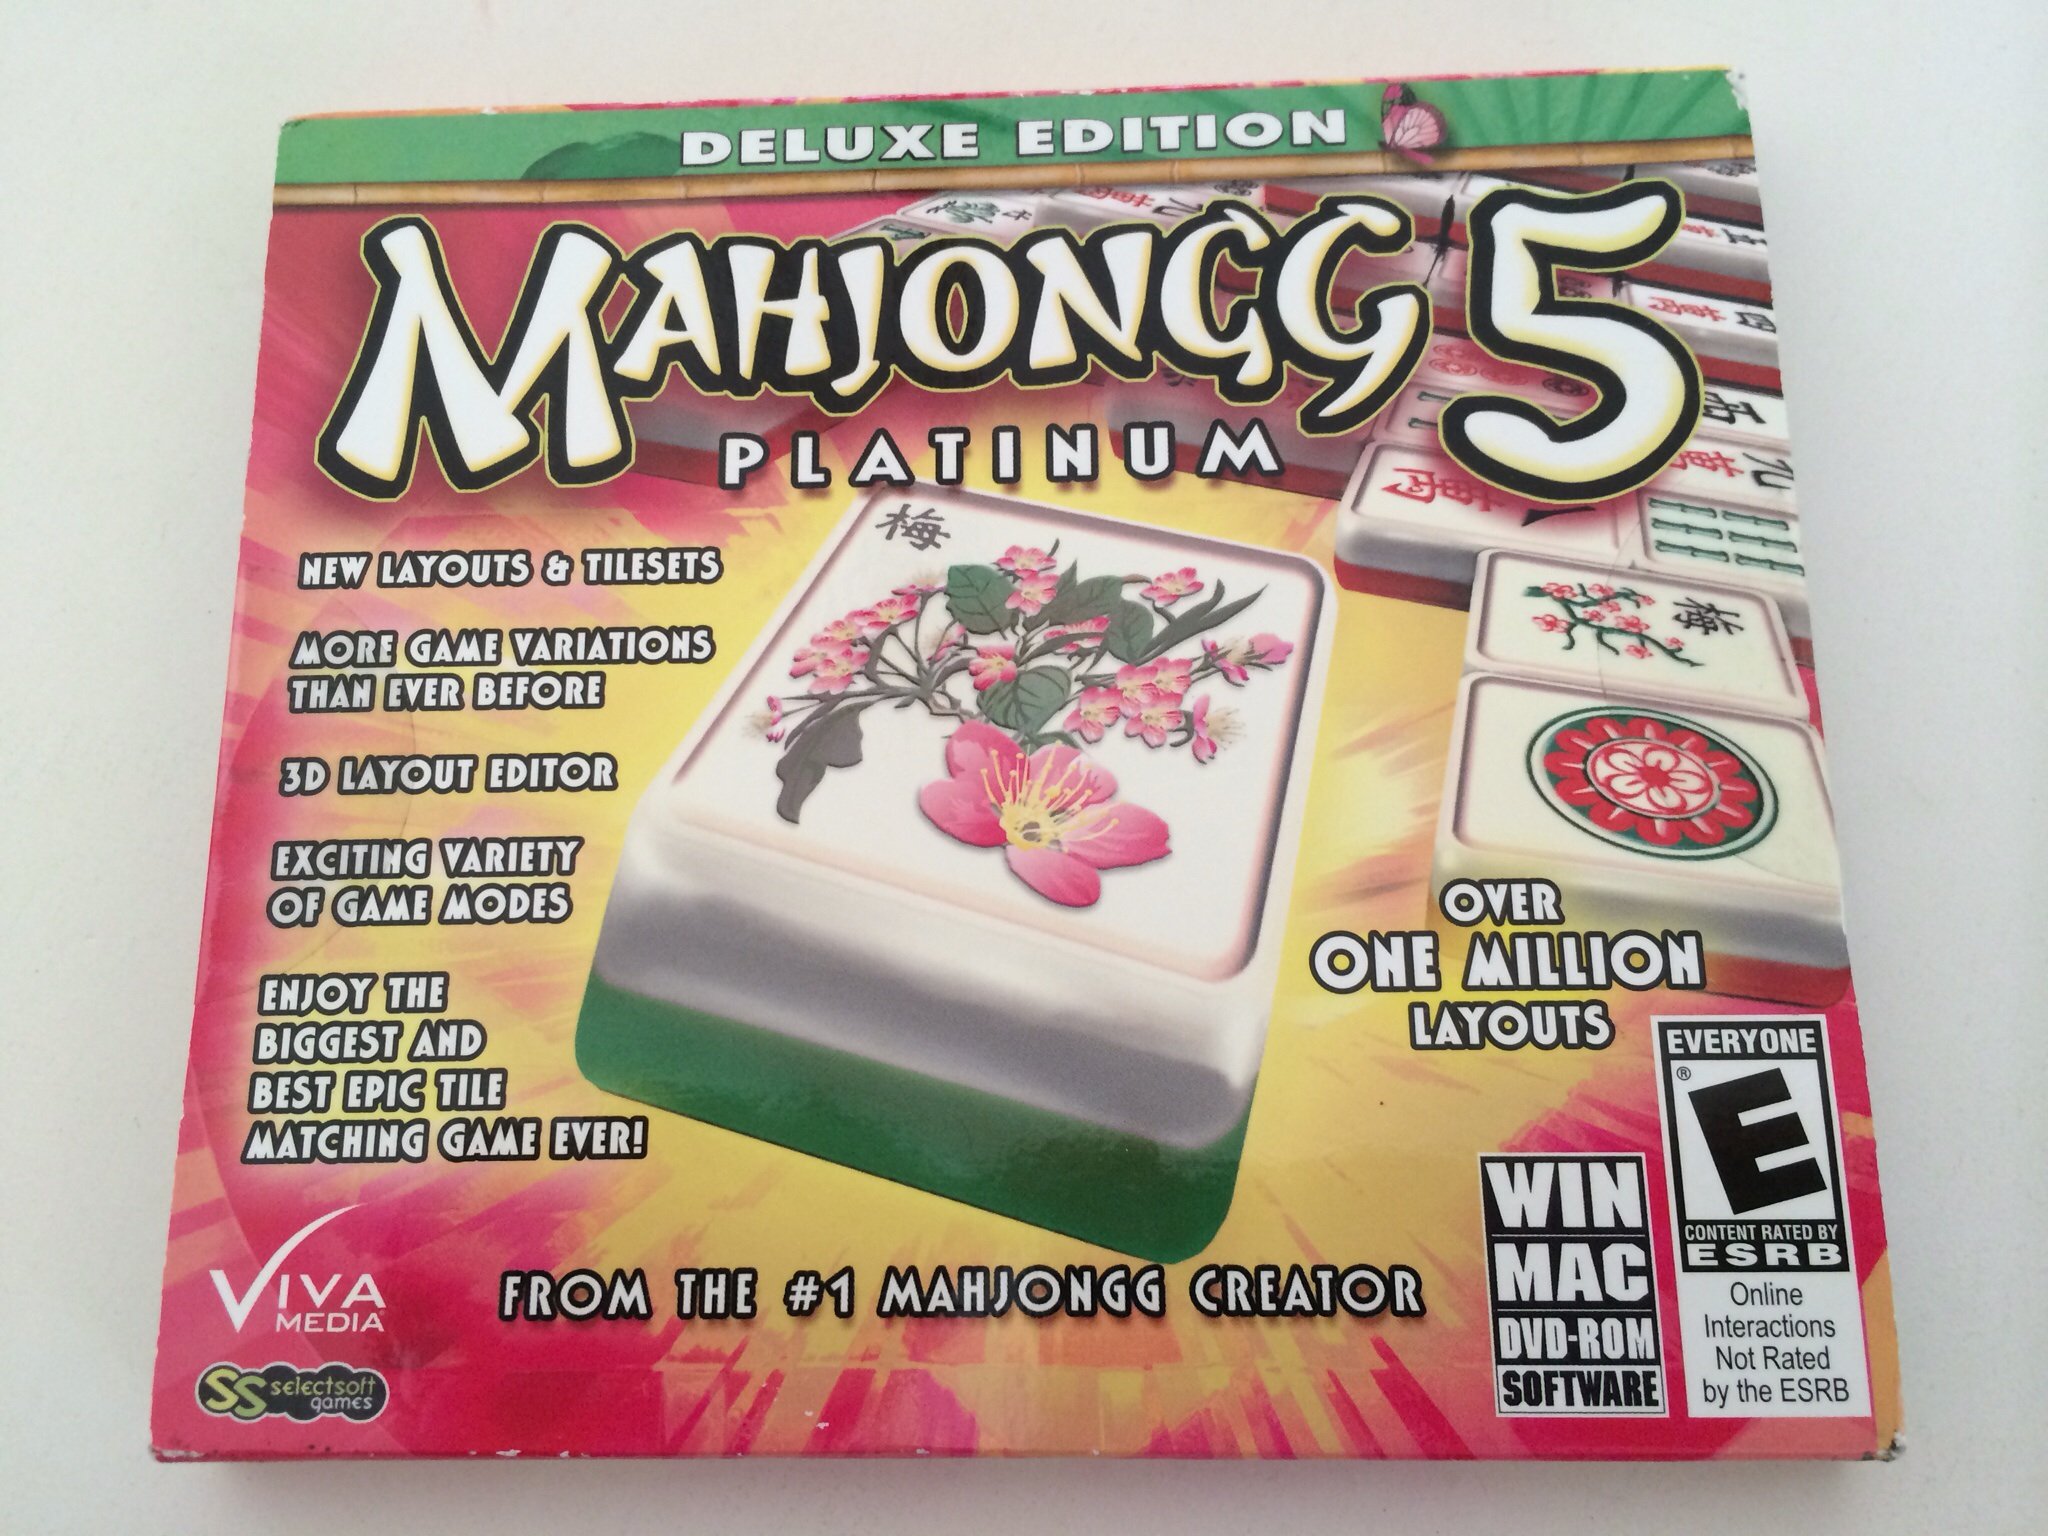 DELUXE EDITION
MAHJONGG 5
PLATINUM
梅
NEW LAYOUTS & TILESETS
MORE GAME VARIATIONS
THAN EVER BEFORE
3D LAYOUT EDITOR
EXCITING VARIETY
OF GAME MODES
ENJOY THE
BIGGEST AND
BEST EPIC TILE
MATCHING GAME EVER!
梅
OVER
ONE MILLION
LAYOUTS
EVERYONE
E®
CONTENT RATED BY
ESRB
Online
Interactions
Not Rated
by the ESRB
WIN
MAC
DVD-ROM
SOFTWARE
FROM THE #1 MAHJONGG CREATOR
VIVA
MEDIA
SS selectsoft
games